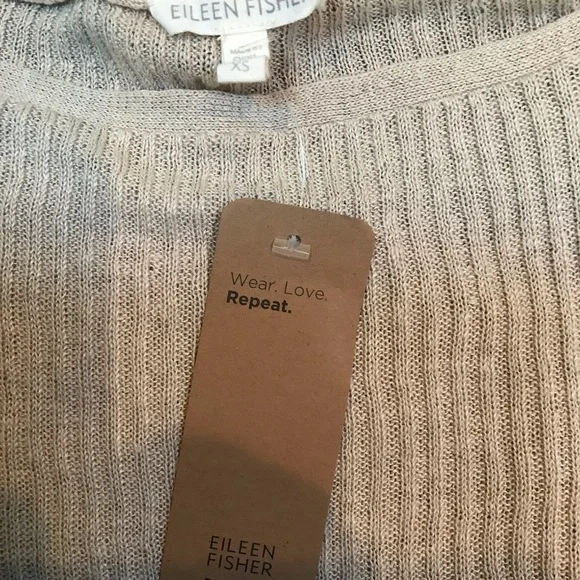 EILEEN FISHER
XS
Wear. Love.
Repeat.
EILEEN
FISHER